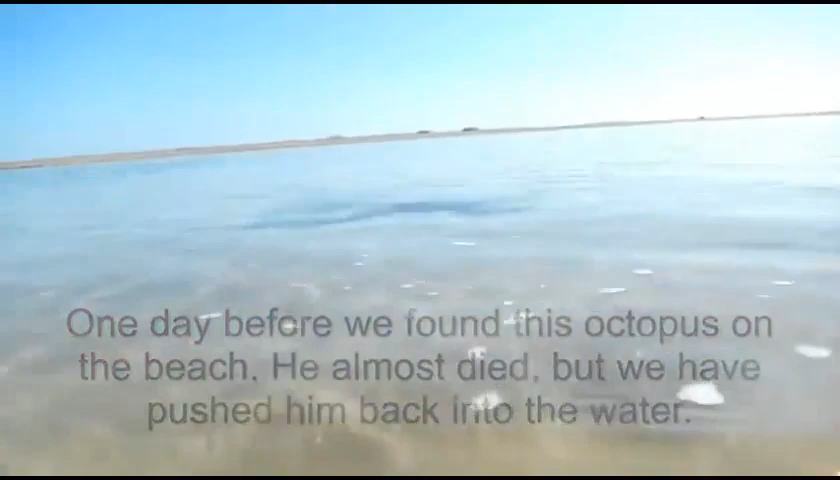 One day before we found this octopus on
the beach. He almost died, but we have
pushed him back into the water.